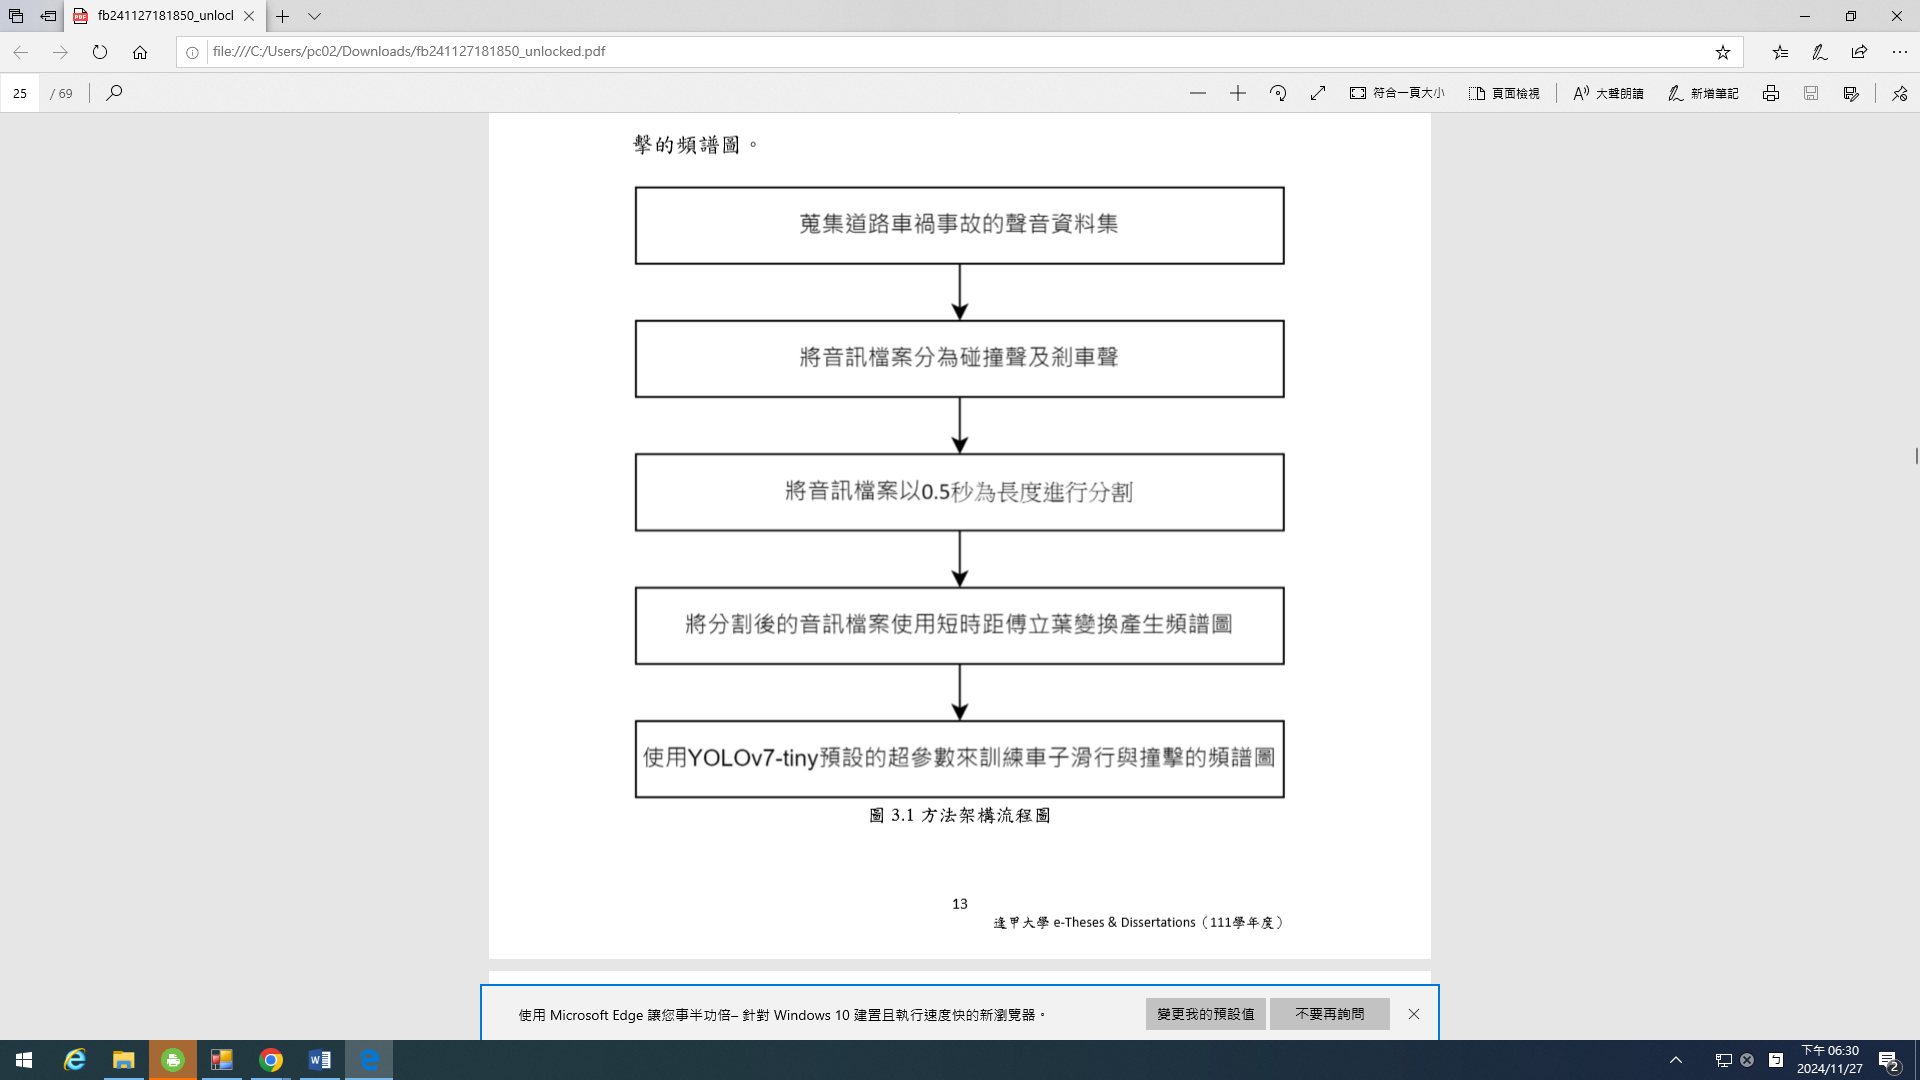 fb241127181850_unlocl
file:///C:/Users/pc02/Downloads/fb241127181850_unlocked.pdf
25 / 69 符合一頁大小 頁面檢視 大聲朗讀 新增筆記
擊的頻譜圖。
蒐集道路車禍事故的聲音資料集
將音訊檔案分為碰撞聲及剎車聲
將音訊檔案以0.5秒為長度進行分割
將分割後的音訊檔案使用短時距傅立葉變換產生頻譜圖
使用YOLOv7-tiny預設的超參數來訓練車子滑行與撞擊的頻譜圖
圖 3.1 方法架構流程圖
13
逢甲大學 e-Theses & Dissertations（111學年度）
使用 Microsoft Edge 讓您事半功倍– 針對 Windows 10 建置且執行速度快的新瀏覽器。 變更我的預設值 不要再詢問
下午 06:30
2024/11/27
2